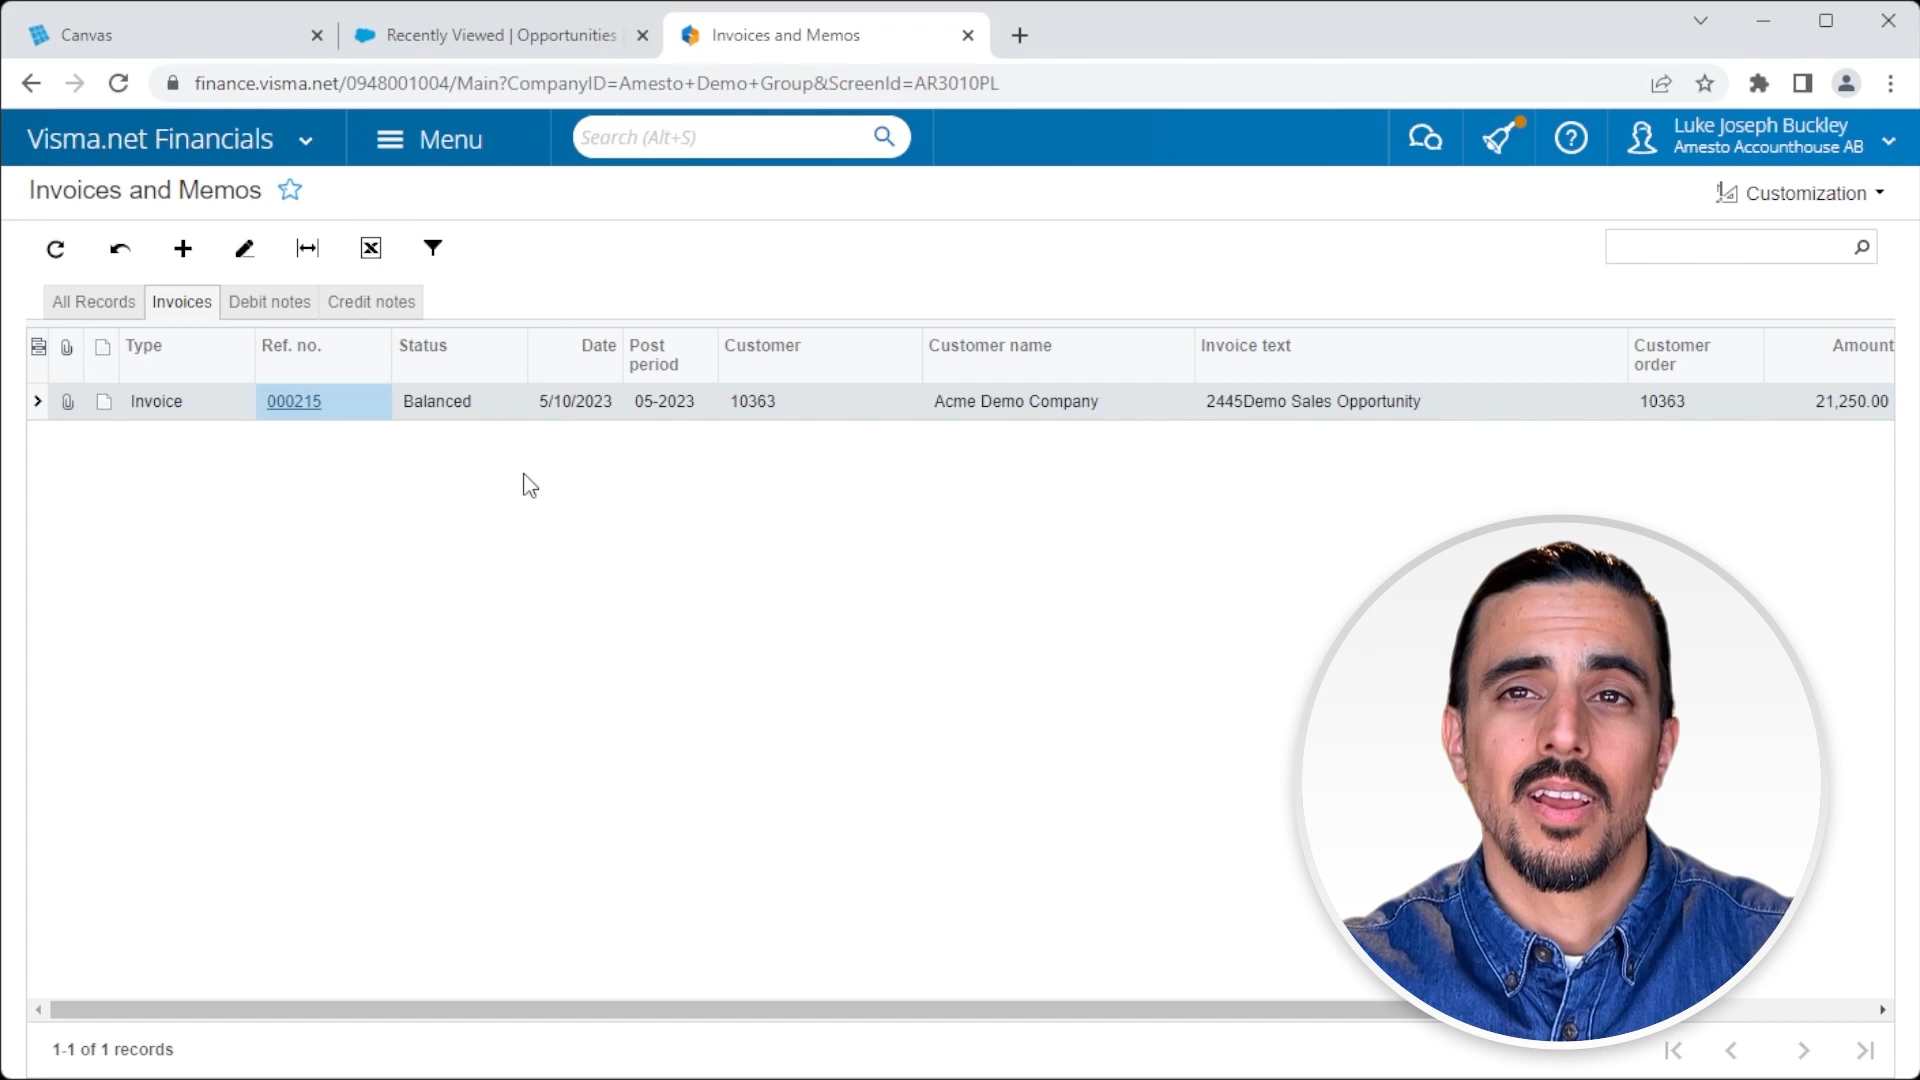 Canvas
Recently Viewed | Opportunities
Invoices and Memos
finance.visma.net/0948001004/Main?CompanyID=Amesto+Demo+Group&ScreenId=AR3010PL
Visma.net Financials
Menu
Search (Alt+S)
Luke Joseph Buckley
Amesto Accounthouse AB
Invoices and Memos
Customization
All Records Invoices Debit notes Credit notes
Type Ref. no. Status Date Post period Customer Customer name Invoice text Customer order Amount
Invoice 000215 Balanced 5/10/2023 05-2023 10363 Acme Demo Company 2445Demo Sales Opportunity 10363 21,250.00
1-1 of 1 records